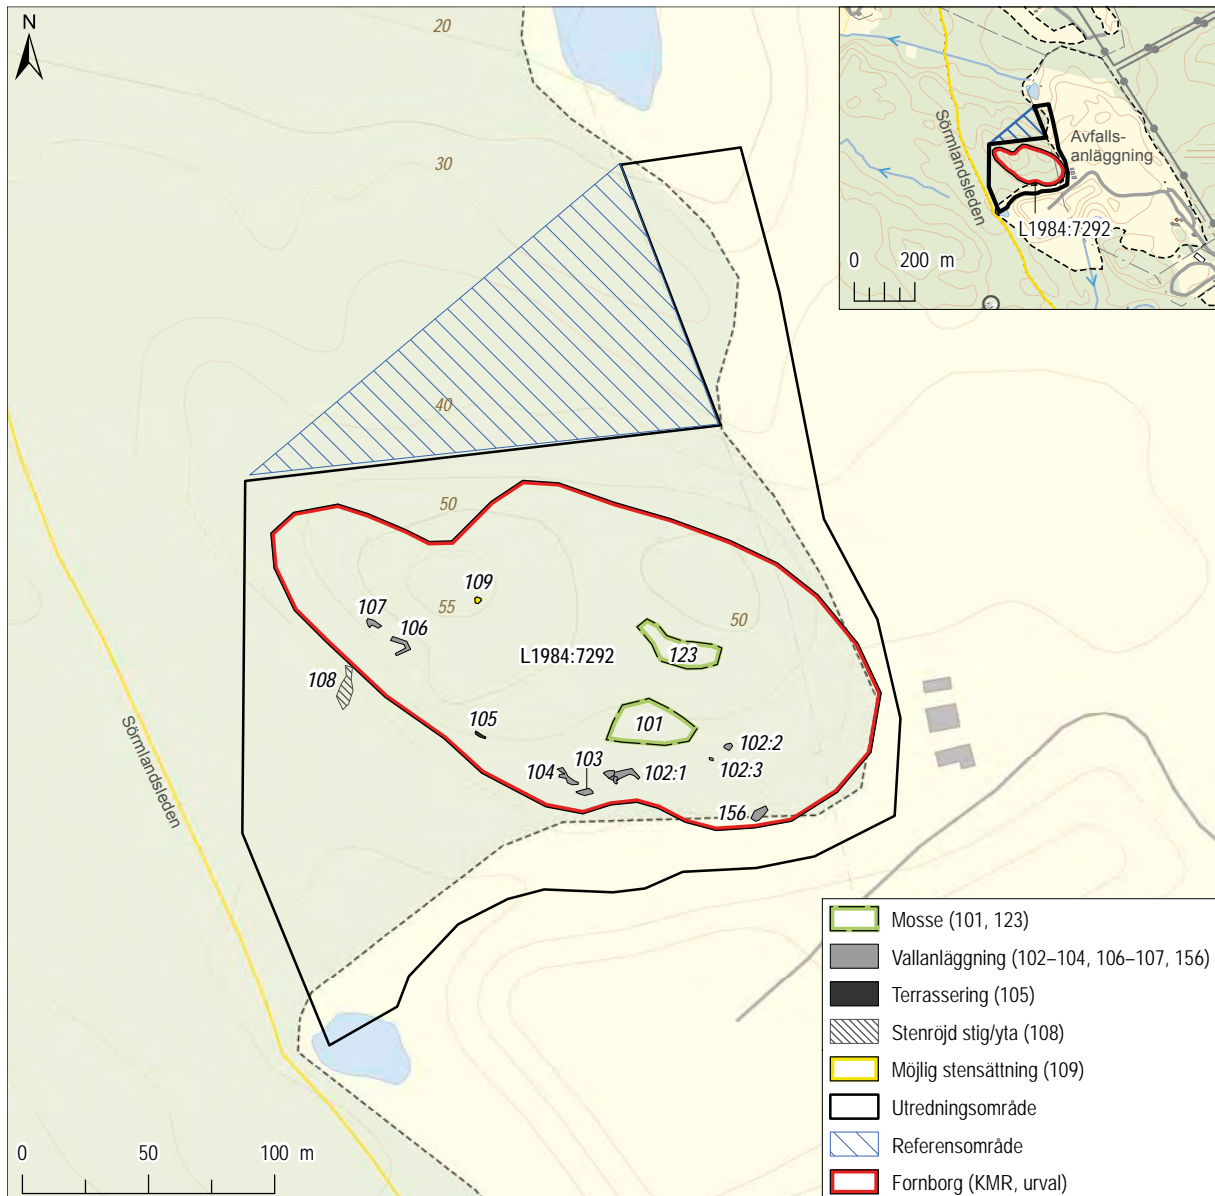 N
20
30
40
50
55
50
109
107
106
108
L1984:7292
123
101
105
103
104
102:1
102:2
102:3
156
Sörmlandsleden
0 50 100 m
Sörmlandsleden
Avfalls-
anläggning
L1984:7292
0 200 m
Mosse (101, 123)
Vallanläggning (102–104, 106–107, 156)
Terrassering (105)
Stenröjd stig/yta (108)
Möjlig stensättning (109)
Utredningsområde
Referensområde
Fornborg (KMR, urval)